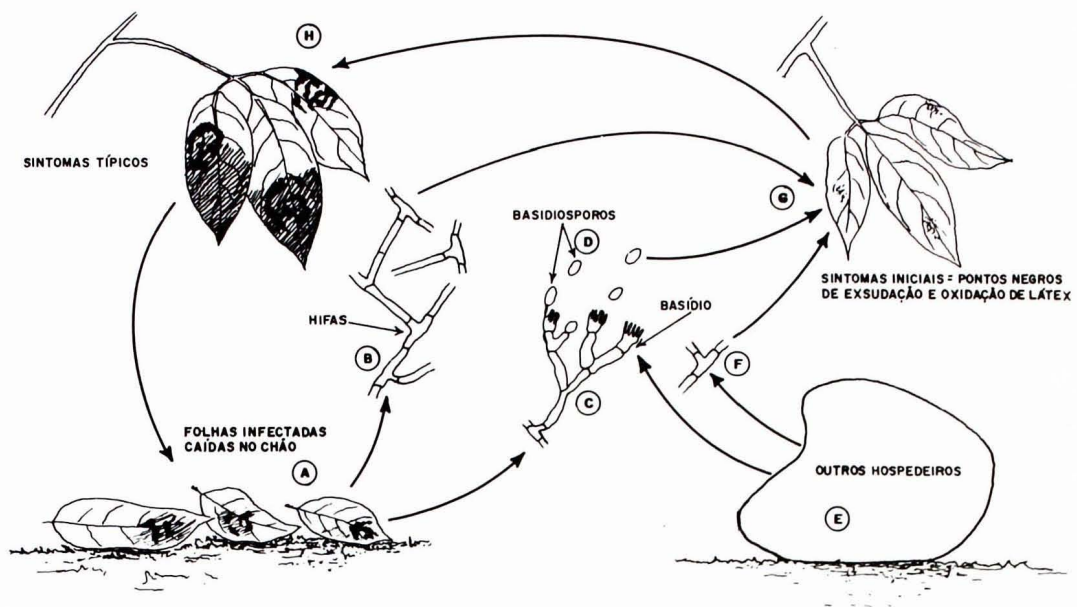 H
SINTOMAS TÍPICOS
BASIDIOSPOROS
D
G
SINTOMAS INICIAIS = PONTOS NEGROS
DE EXSUDAÇÃO E OXIDAÇÃO DE LÁTEX
HIFAS
B
BASÍDIO
F
C
FOLHAS INFECTADAS
CAÍDAS NO CHÃO
A
OUTROS HOSPEDEIROS
E